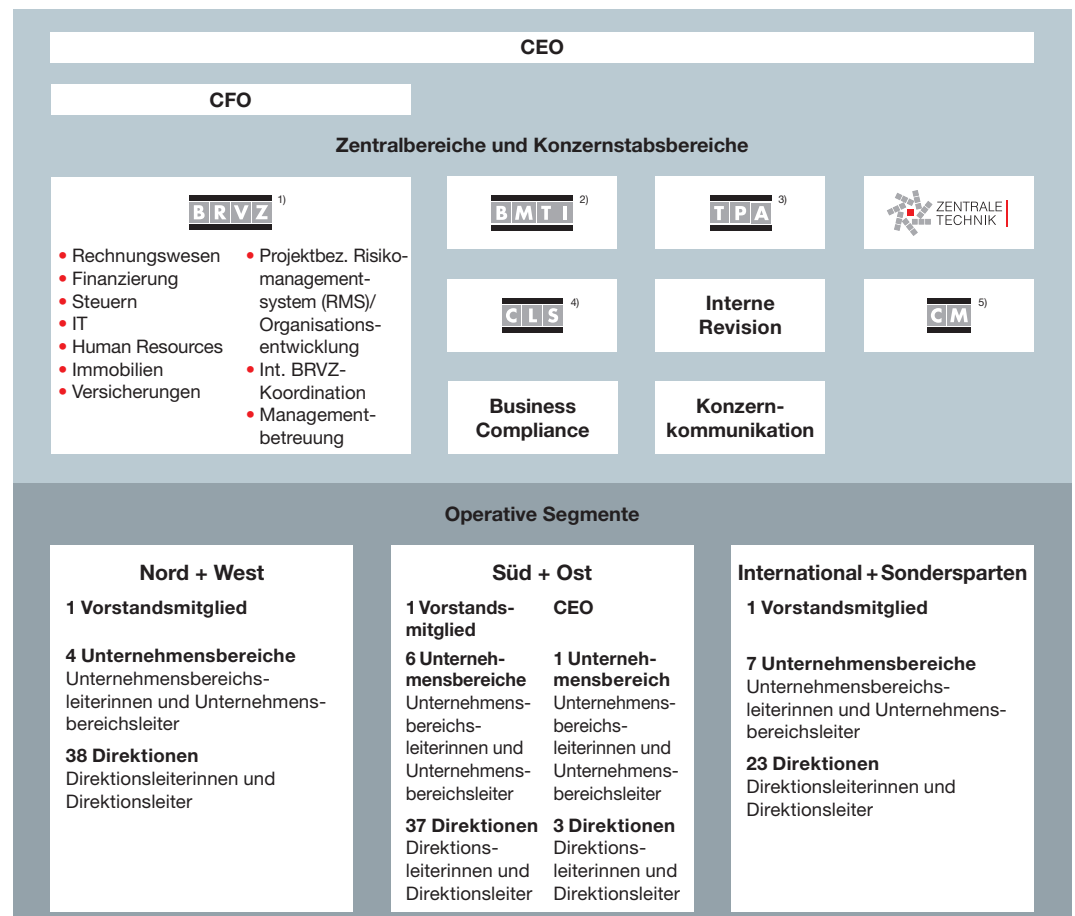 CEO
CFO
Zentralbereiche und Konzernstabsbereiche
BRVZ 1)
• Rechnungswesen
• Finanzierung
• Steuern
• IT
• Human Resources
• Immobilien
• Versicherungen
• Projektbez. Risiko-
management-
system (RMS)/
Organisations-
entwicklung
• Int. BRVZ-
Koordination
• Management-
betreuung
BMTI 2)
TPA 3)
ZENTRALE
TECHNIK
CLS 4)
Interne
Revision
CM 5)
Business
Compliance
Konzern-
kommunikation
Operative Segmente
Nord + West
1 Vorstandsmitglied
4 Unternehmensbereiche
Unternehmensbereichs-
leiterinnen und Unternehmens-
bereichsleiter
38 Direktionen
Direktionsleiterinnen und
Direktionsleiter
Süd + Ost
1 Vorstands-
mitglied
6 Unterneh-
mensbereiche
Unternehmens-
bereichs-
leiterinnen und
Unternehmens-
bereichsleiter
37 Direktionen
Direktions-
leiterinnen und
Direktionsleiter
CEO
1 Unterneh-
mensbereich
Unternehmens-
bereichs-
leiterinnen und
Unternehmens-
bereichsleiter
3 Direktionen
Direktions-
leiterinnen und
Direktionsleiter
International + Sondersparten
1 Vorstandsmitglied
7 Unternehmensbereiche
Unternehmensbereichs-
leiterinnen und Unternehmens-
bereichsleiter
23 Direktionen
Direktionsleiterinnen und
Direktionsleiter